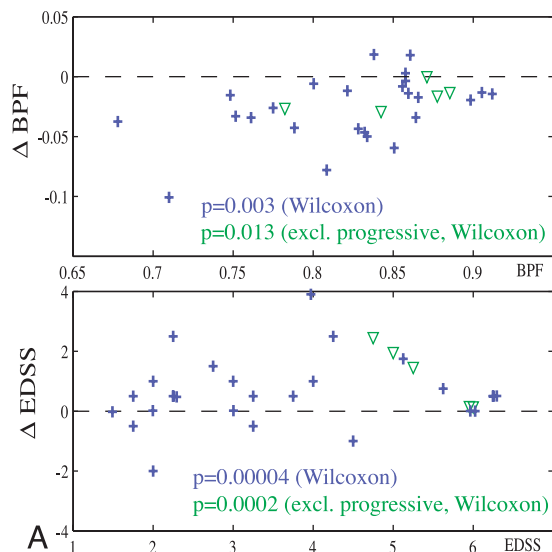 0.05
0
-0.05
-0.1
Δ BPF
p=0.003 (Wilcoxon)
p=0.013 (excl. progressive, Wilcoxon)
0.65 0.7 0.75 0.8 0.85 0.9 BPF
4
2
0
-2
-4
Δ EDSS
p=0.00004 (Wilcoxon)
p=0.0002 (excl. progressive, Wilcoxon)
A
1 2 3 4 5 6 EDSS